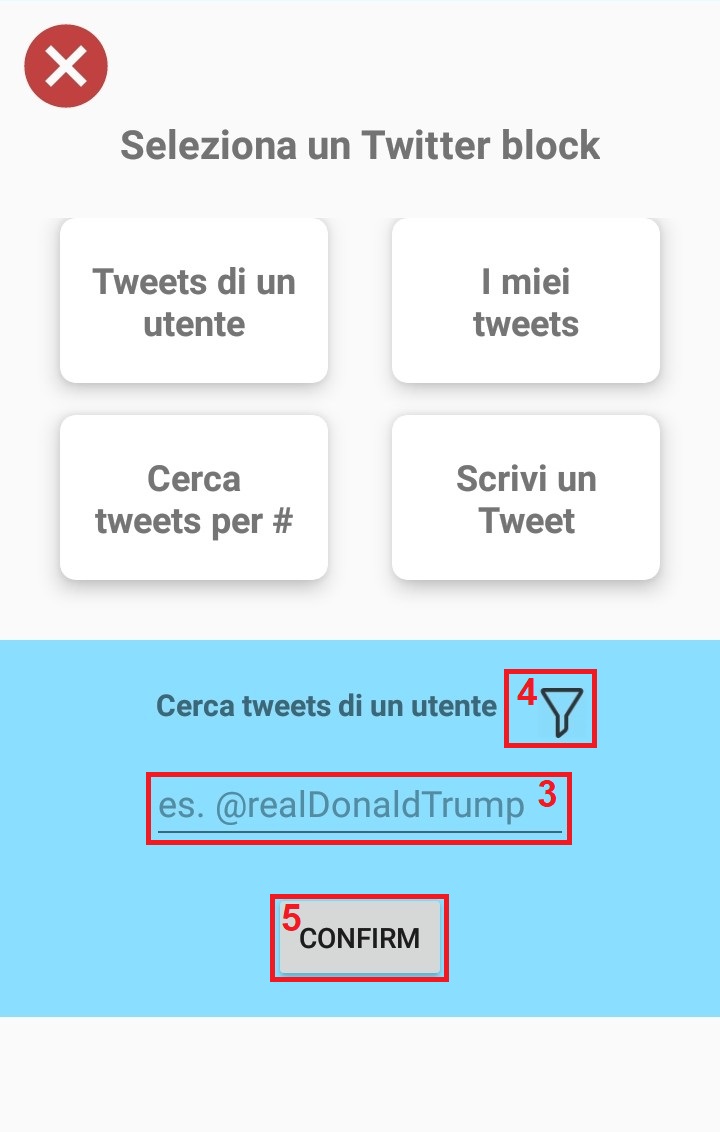 Seleziona un Twitter block
Tweets di un
utente
I miei
tweets
Cerca
tweets per #
Scrivi un
Tweet
Cerca tweets di un utente 4
es. @realDonaldTrump 3
5 CONFIRM